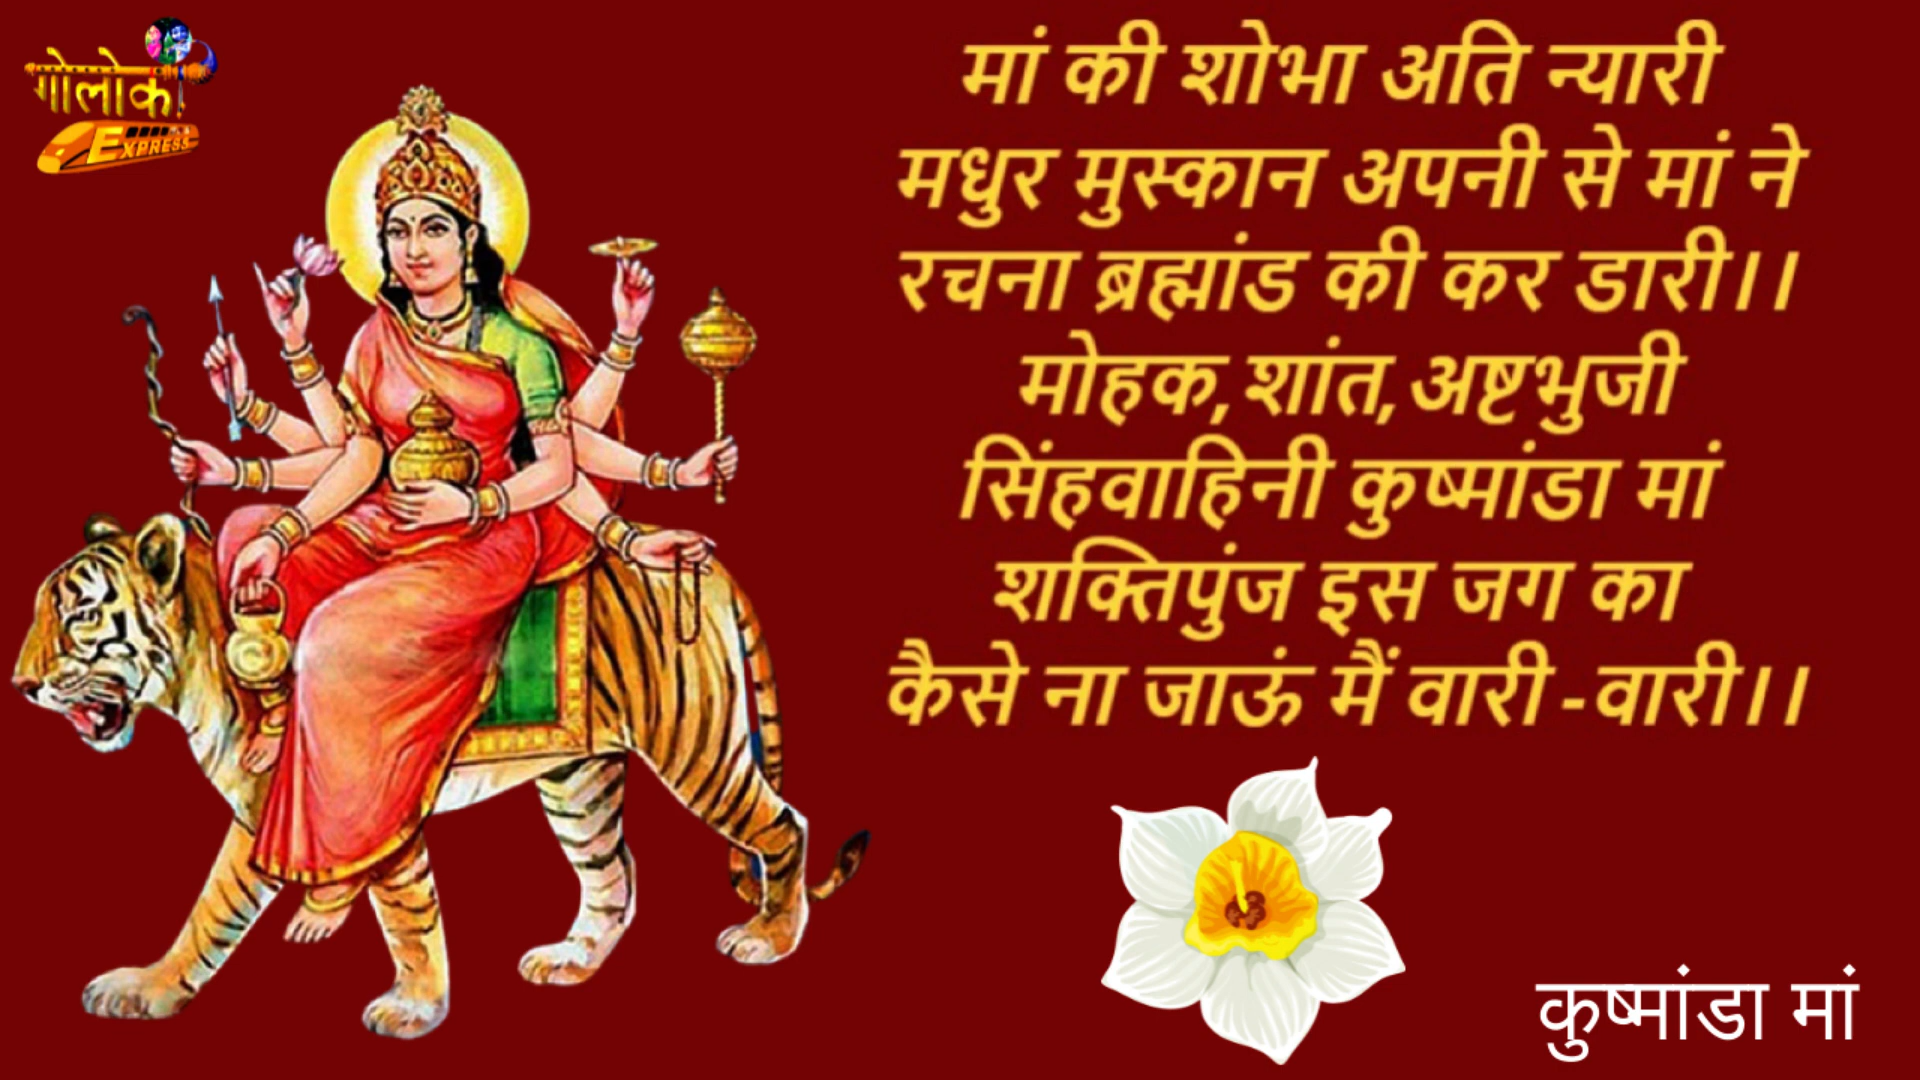 गोलोक
EXPRESS
मां की शोभा अति न्यारी
मधुर मुस्कान अपनी से मां ने
रचना ब्रह्मांड की कर डारी।।
मोहक, शांत, अष्टभुजी
सिंहवाहिनी कुष्मांडा मां
शक्तिपुंज इस जग का
कैसे ना जाऊं मैं वारी-वारी।।
कुष्मांडा मां